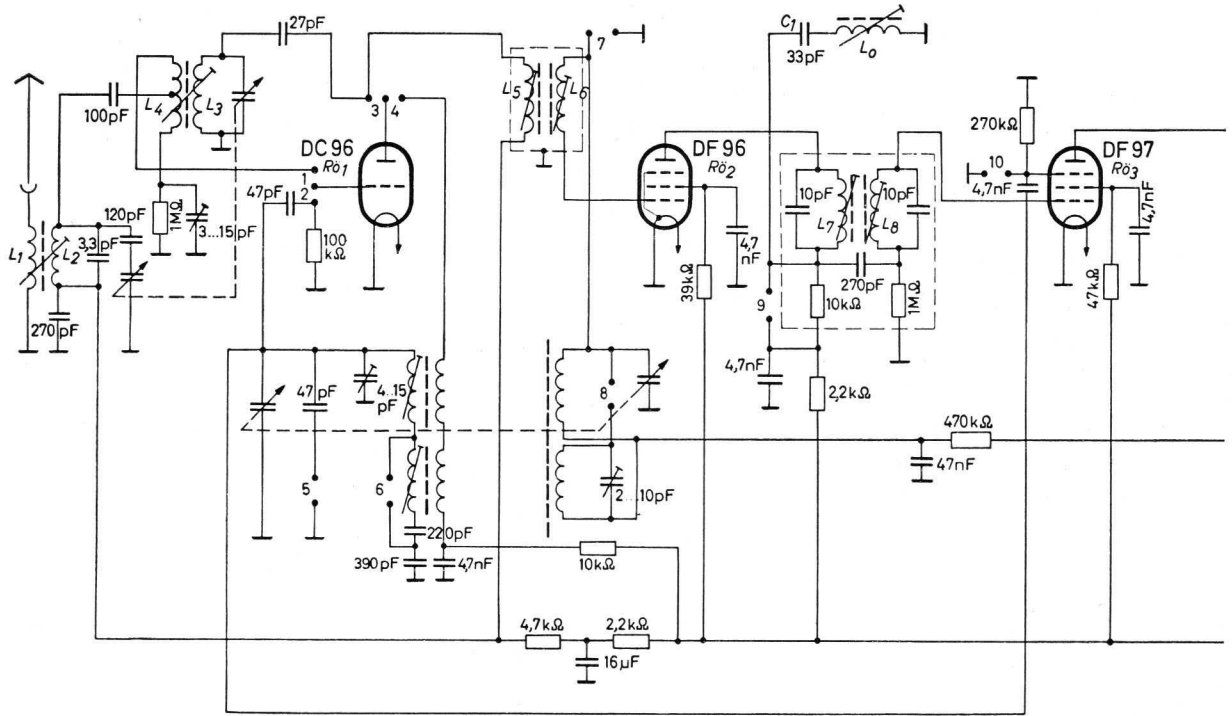 27pF
C1
33pF
L0
7
L4
L3
3
4
L5
L6
100pF
DC 96
Rö1
DF 96
Rö2
270kΩ
DF 97
Rö3
10
4,7nF
1
2
47pF
10pF
10pF
L7
L8
4,7nF
120pF
3,3pF
1MΩ
3...15pF
100
kΩ
4,7
nF
L1
L2
39kΩ
270pF
10kΩ
1MΩ
47kΩ
9
270pF
4,7nF
2,2kΩ
47pF
4...15
pF
8
470kΩ
47nF
5
6
2...10pF
220pF
390pF
4,7nF
10kΩ
4,7kΩ
2,2kΩ
16µF